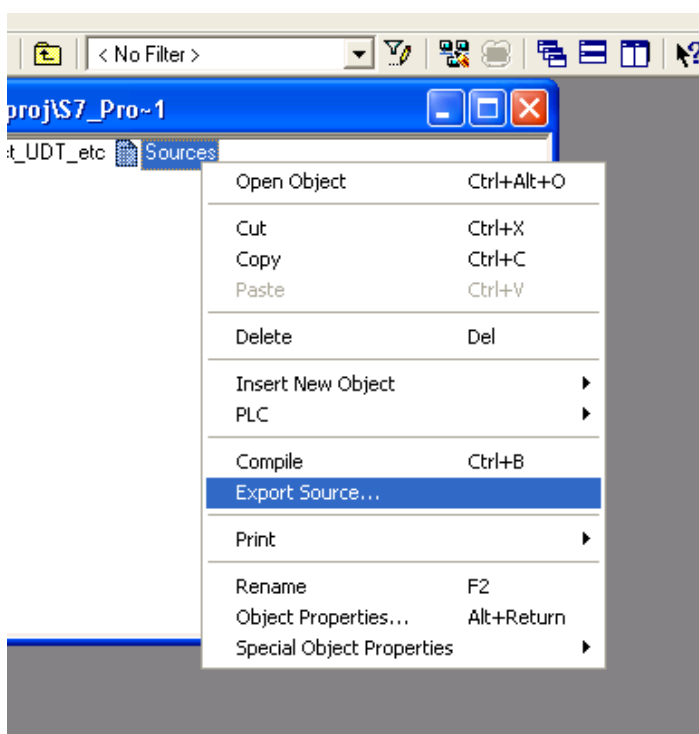 < No Filter >
proj\S7_Pro~1
t_UDT_etc Sources
Open Object Ctrl+Alt+O
Cut Ctrl+X
Copy Ctrl+C
Paste Ctrl+V
Delete Del
Insert New Object
PLC
Compile Ctrl+B
Export Source...
Print
Rename F2
Object Properties... Alt+Return
Special Object Properties